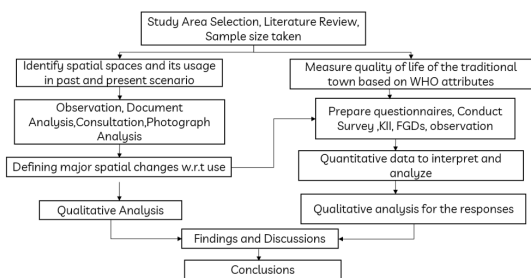 Study Area Selection, Literature Review,
Sample size taken
Identify spatial spaces and its usage
in past and present scenario
Measure quality of life of the traditional
town based on WHO attributes
Observation, Document
Analysis,Consultation,Photograph
Analysis
Prepare questionnaires, Conduct
Survey ,KII, FGDs, observation
Defining major spatial changes w.r.t use
Quantitative data to interpret and
analyze
Qualitative Analysis
Qualitative analysis for the responses
Findings and Discussions
Conclusions